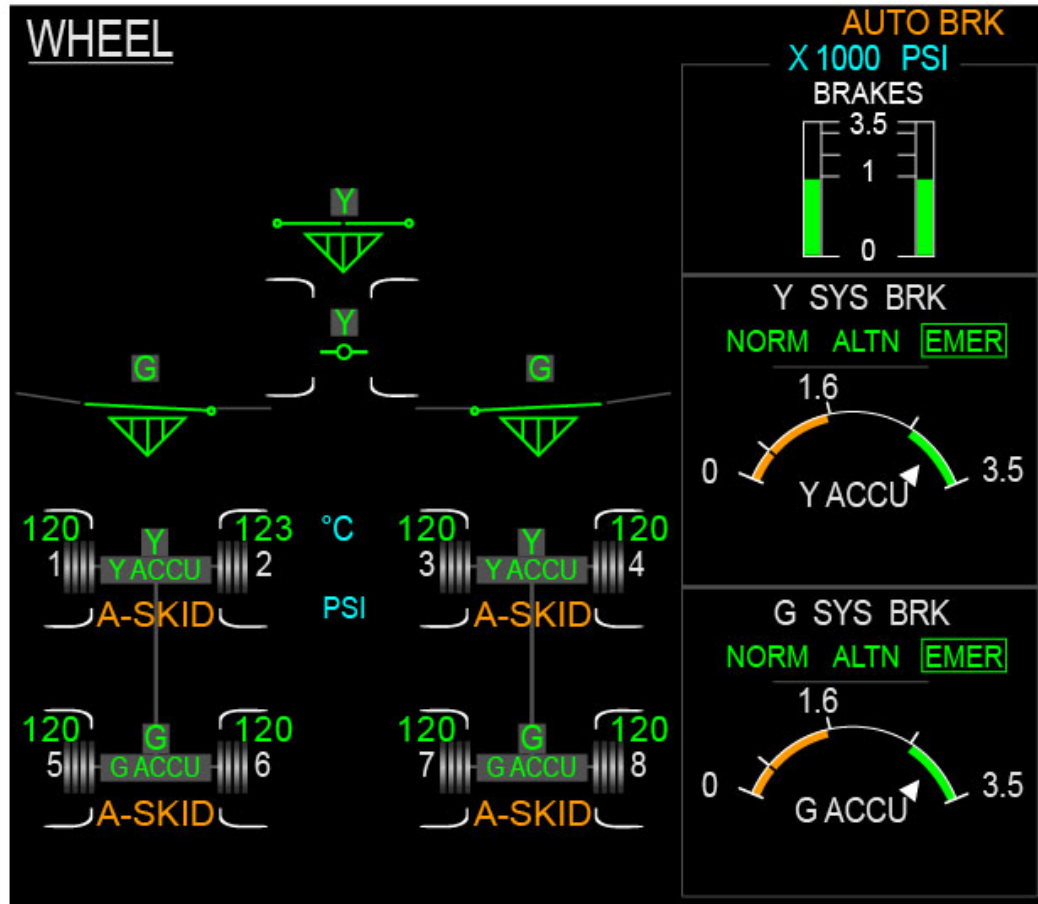 WHEEL
AUTO BRK
X 1000 PSI
BRAKES
3.5
1
0
Y
Y
G G
Y SYS BRK
NORM ALTN EMER
1.6
0 3.5
Y ACCU
120 123 °C 120 120
Y Y
1 Y ACCU 2 3 Y ACCU 4
A-SKID PSI A-SKID
G SYS BRK
NORM ALTN EMER
1.6
0 3.5
G ACCU
120 120 120 120
G G
5 G ACCU 6 7 G ACCU 8
A-SKID A-SKID